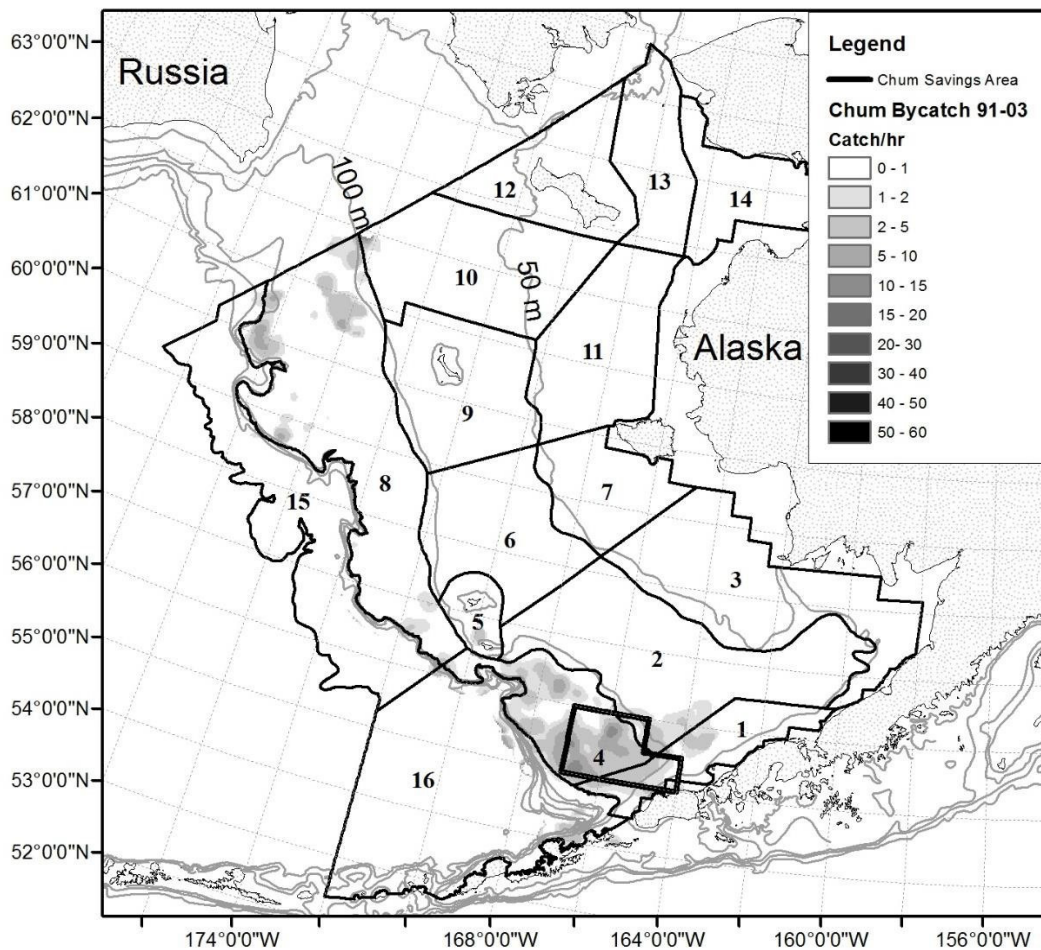 63°0'0"N
62°0'0"N
61°0'0"N
60°0'0"N
59°0'0"N
58°0'0"N
57°0'0"N
56°0'0"N
55°0'0"N
54°0'0"N
53°0'0"N
52°0'0"N
Russia
Alaska
100 m
50 m
12
13
14
10
11
9
8
7
15
6
3
5
2
1
4
16
Legend
Chum Savings Area
Chum Bycatch 91-03
Catch/hr
0 - 1
1 - 2
2 - 5
5 - 10
10 - 15
15 - 20
20 - 30
30 - 40
40 - 50
50 - 60
174°0'0"W
168°0'0"W
164°0'0"W
160°0'0"W
156°0'0"W